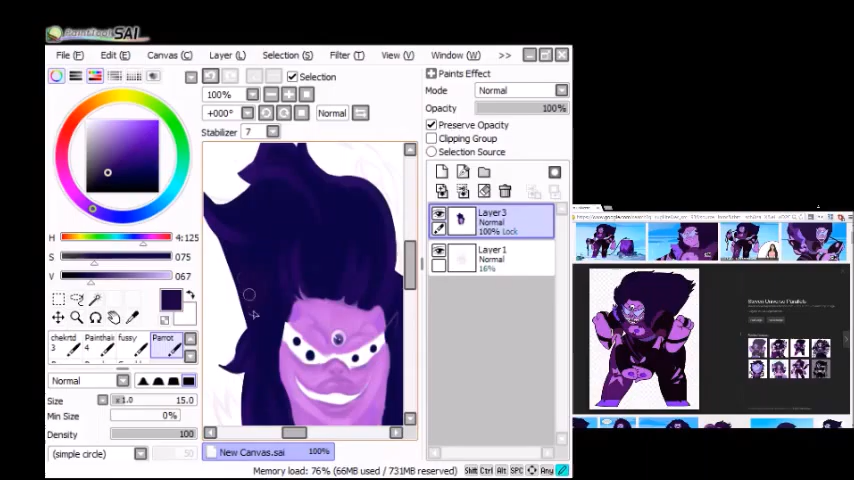 PaintTool SAI
File (F) Edit (E) Canvas (C) Layer (L) Selection (S) Filter (T) View (V) Window (W) >>
Selection
100%
+000° Normal
Stabilizer 7
H 4:125
S 075
V 067
chekrtd 3
Painthair 4
fussy
Parrot
Normal
Size x1.0 15.0
Min Size 0%
Density 100
(simple circle) 50
Paints Effect
Mode Normal
Opacity 100%
Preserve Opacity
Clipping Group
Selection Source
Layer3
Normal
100% Lock
Layer1
Normal
16%
New Canvas.sai 100%
Memory load: 76% (66MB used / 731MB reserved)
Shift Ctrl Alt SPC Any
Steven Universe